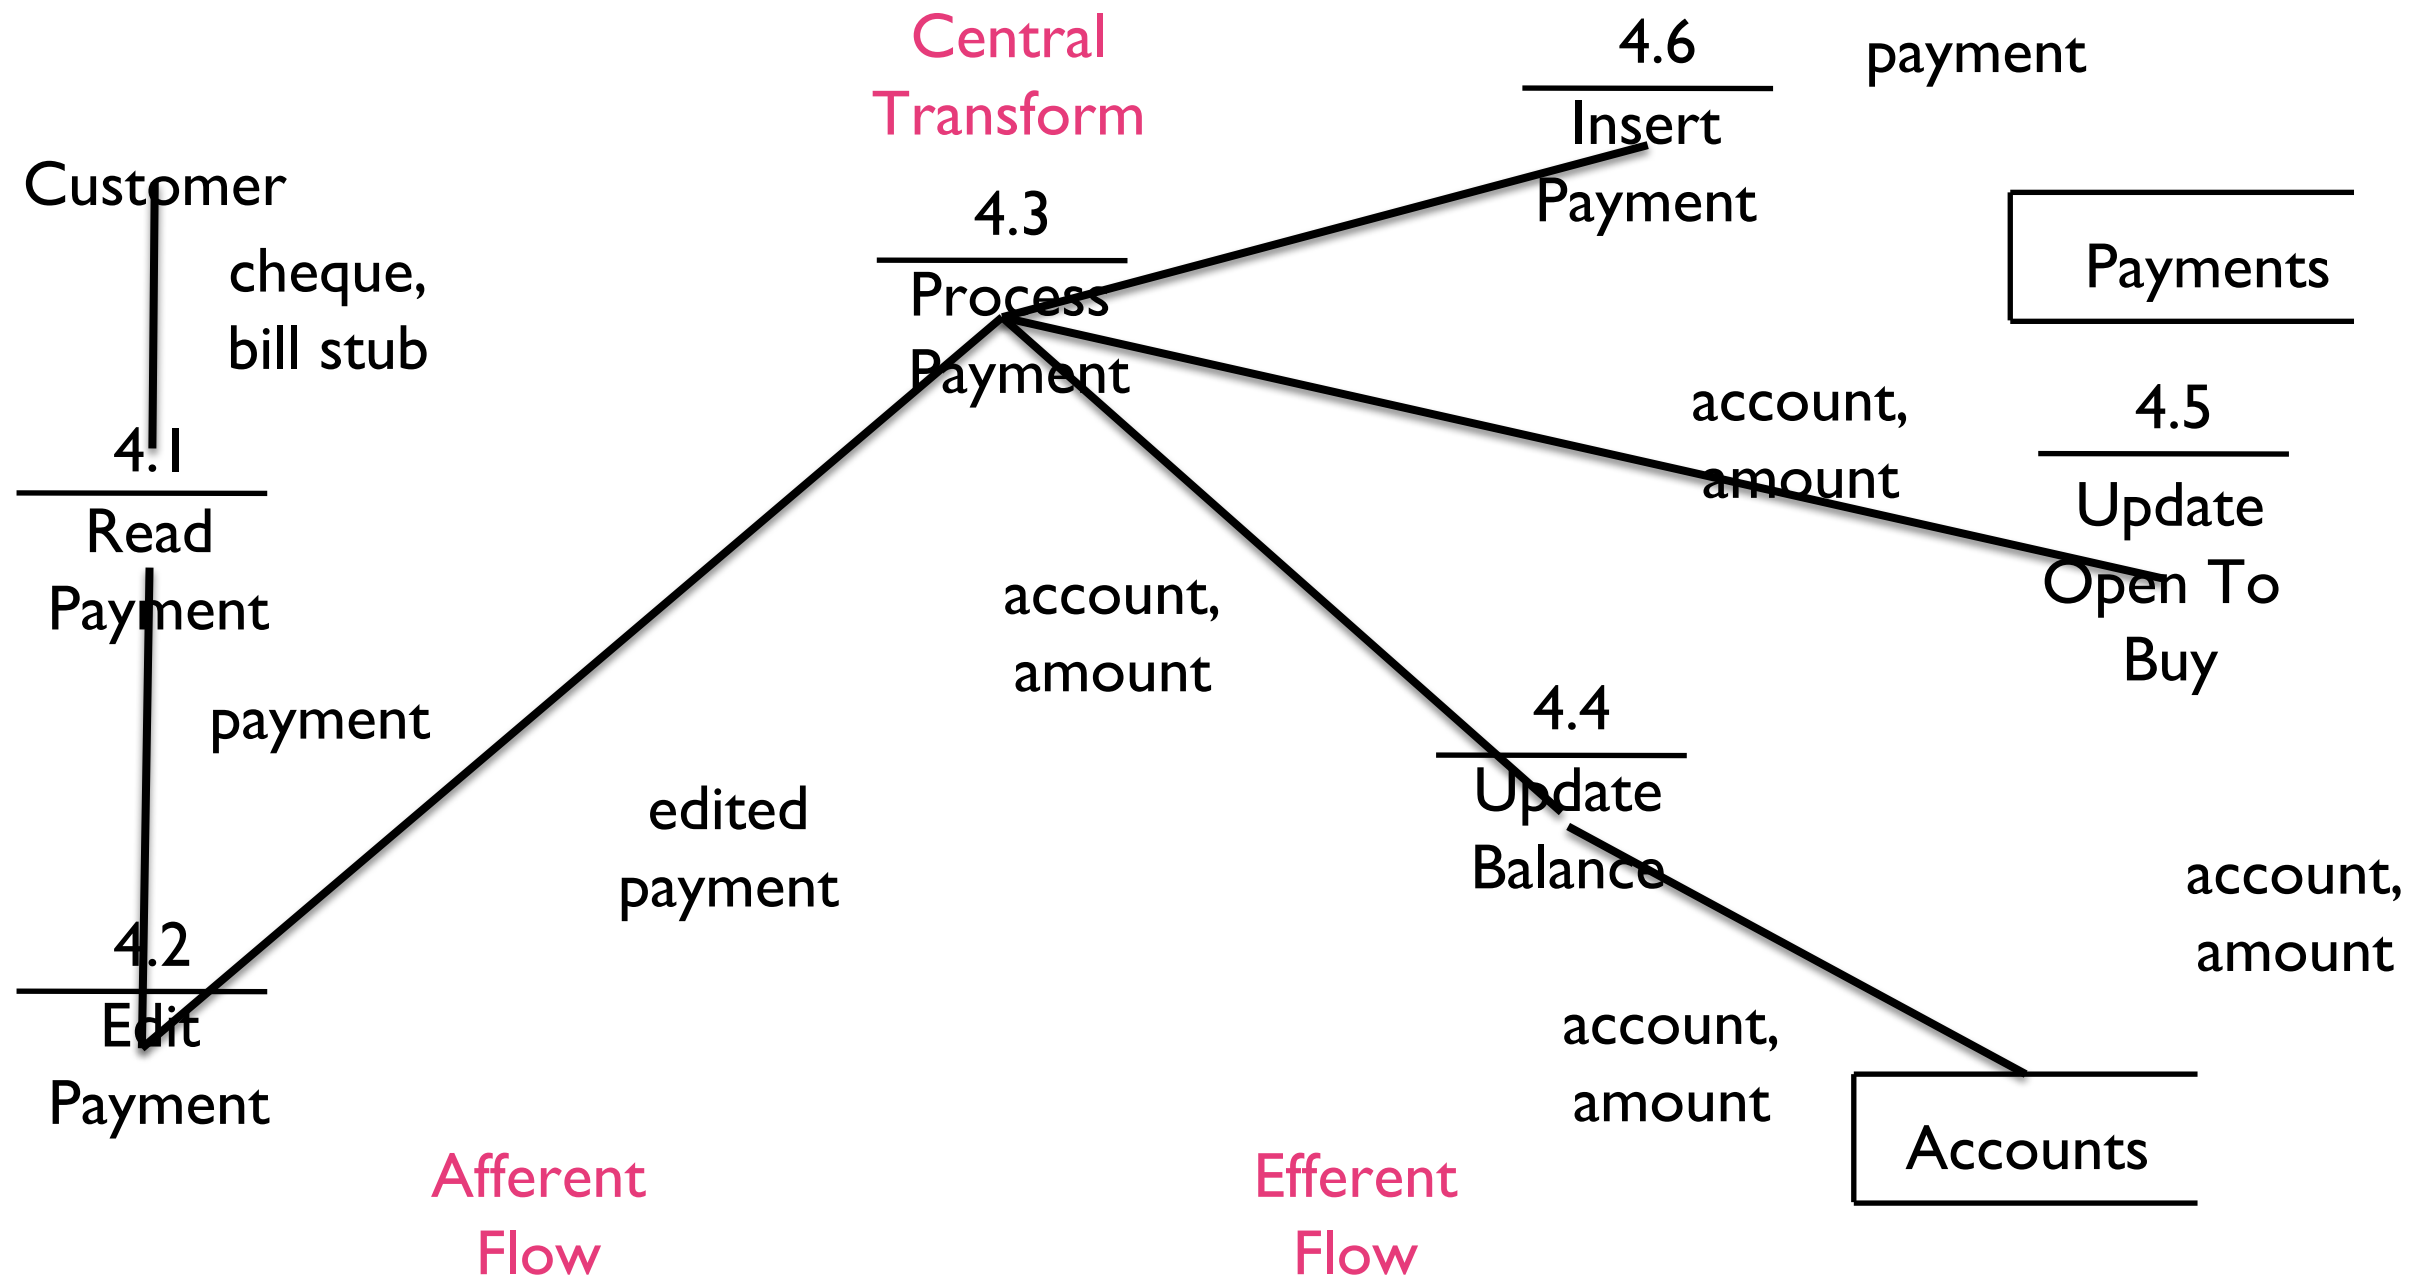 Central
Transform
4.6
Insert
Payment
payment
Customer
cheque,
bill stub
4.3
Process
Payment
Payments
4.1
Read
Payment
account,
amount
4.5
Update
Open To
Buy
payment
account,
amount
4.4
Update
Balance
edited
payment
account,
amount
4.2
Edit
Payment
account,
amount
Accounts
Afferent
Flow
Efferent
Flow